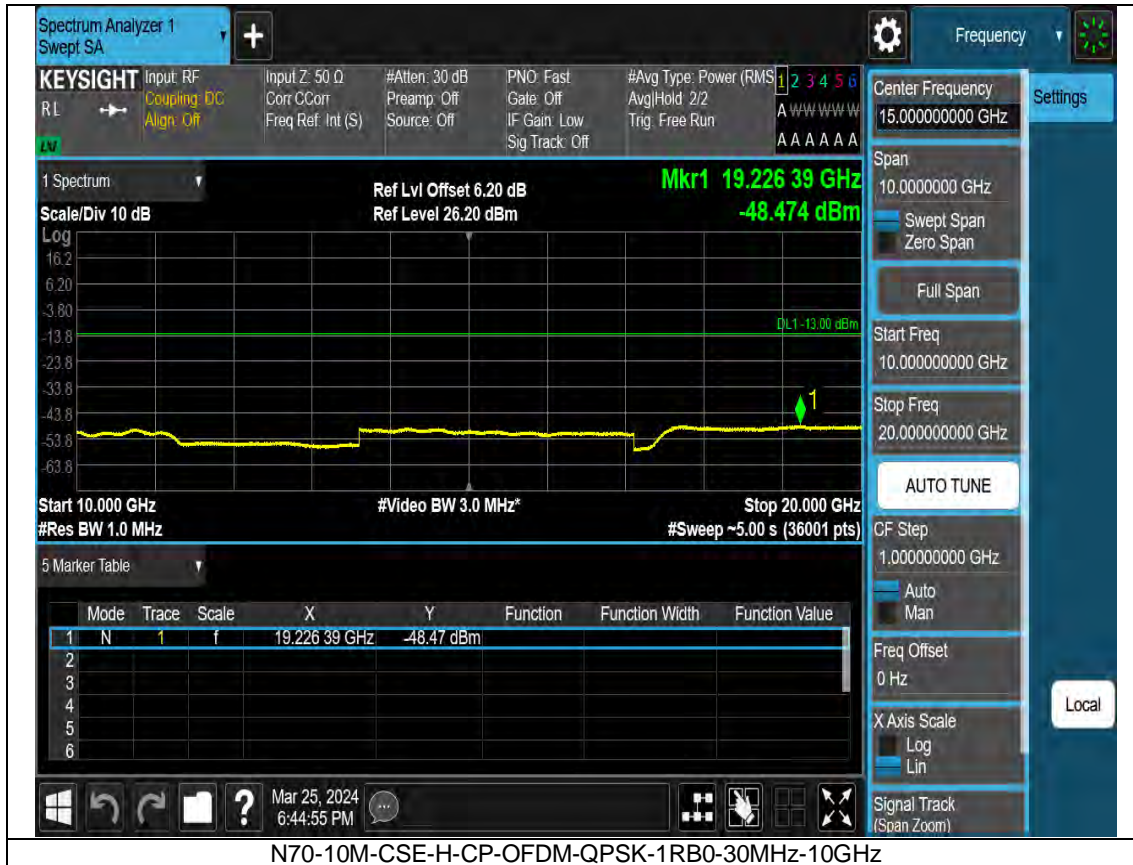 Spectrum Analyzer 1
Swept SA
+
Frequency
KEYSIGHT
RL
LXI
Input: RF
Coupling: DC
Align: Off
Input Z: 50 Ω
Corr CCorr
Freq Ref: Int (S)
#Atten: 30 dB
Preamp: Off
Source: Off
PNO: Fast
Gate: Off
IF Gain: Low
Sig Track: Off
#Avg Type: Power (RMS
Avg|Hold: 2/2
Trig: Free Run
1 2 3 4 5 6
A W W W W W
A A A A A A
1 Spectrum
Scale/Div 10 dB
Ref Lvl Offset 6.20 dB
Ref Level 26.20 dBm
Mkr1 19.226 39 GHz
-48.474 dBm
Log
16.2
6.20
-3.80
-13.8
-23.8
-33.8
-43.8
-53.8
-63.8
DL1 -13.00 dBm
1
Start 10.000 GHz
#Video BW 3.0 MHz*
Stop 20.000 GHz
#Res BW 1.0 MHz
#Sweep ~5.00 s (36001 pts)
5 Marker Table
Mode Trace Scale X Y Function Function Width Function Value
1 N 1 f 19.226 39 GHz -48.47 dBm
2
3
4
5
6
Mar 25, 2024
6:44:55 PM
?
Center Frequency
15.000000000 GHz
Settings
Span
10.0000000 GHz
Swept Span
Zero Span
Full Span
Start Freq
10.000000000 GHz
Stop Freq
20.000000000 GHz
AUTO TUNE
CF Step
1.000000000 GHz
Auto
Man
Freq Offset
0 Hz
X Axis Scale
Log
Lin
Local
Signal Track
(Span Zoom)
N70-10M-CSE-H-CP-OFDM-QPSK-1RB0-30MHz-10GHz